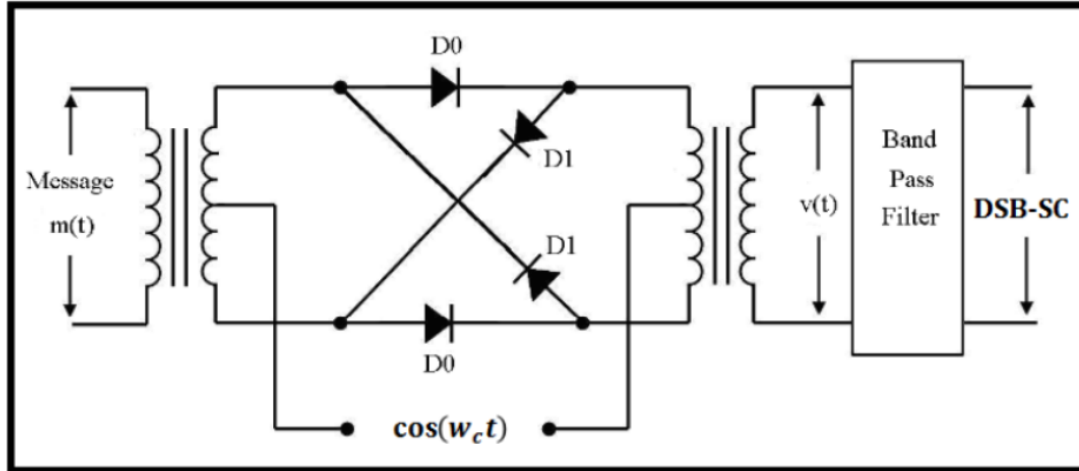 D0
D1
Message
m(t)
D1
D0
cos(w_c t)
v(t)
Band
Pass
Filter
DSB-SC